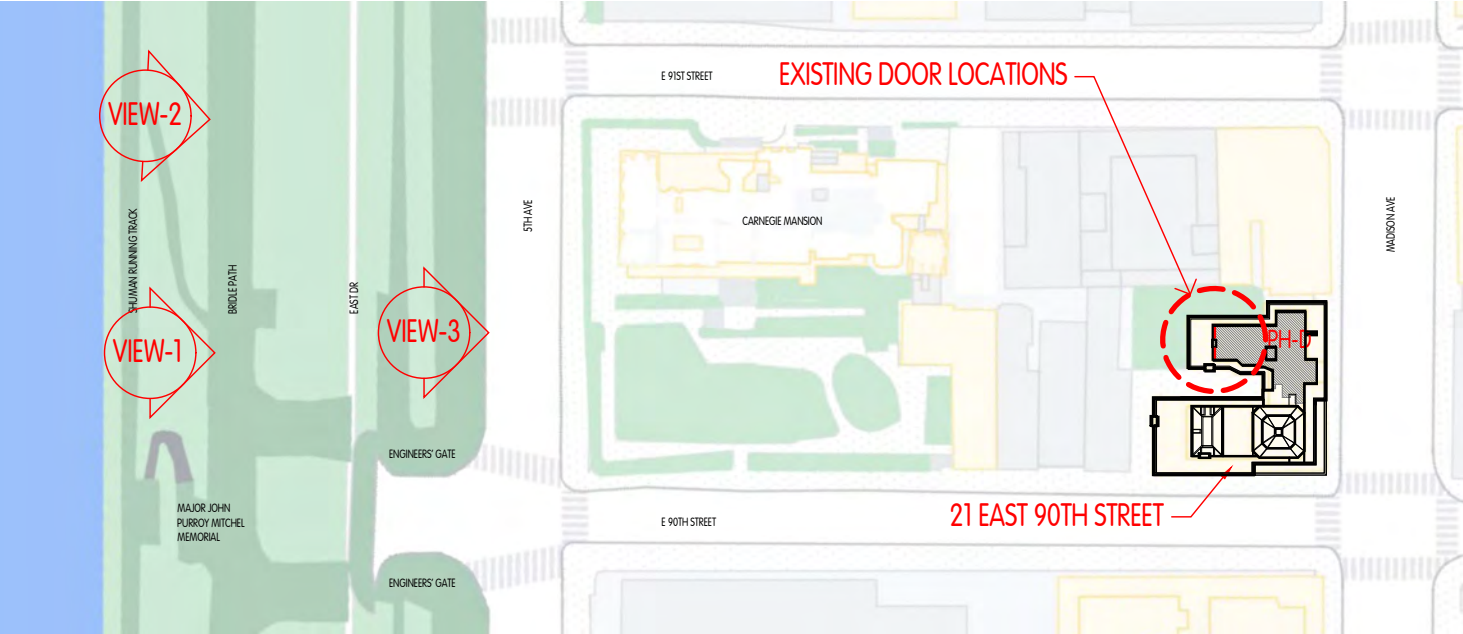 E 91ST STREET
EXISTING DOOR LOCATIONS
VIEW-2
SHUMAN RUNNING TRACK
BRIDLE PATH
EAST DR
5TH AVE
CARNEGIE MANSION
MADISON AVE
VIEW-1
VIEW-3
PH-D
ENGINEERS' GATE
MAJOR JOHN
PURROY MITCHEL
MEMORIAL
E 90TH STREET
21 EAST 90TH STREET
ENGINEERS' GATE